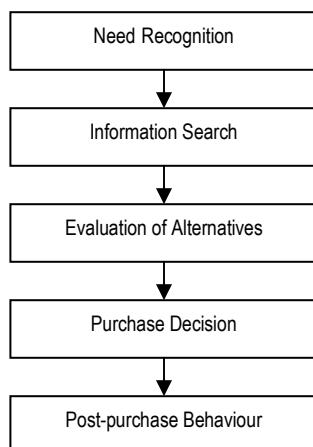 Need Recognition
Information Search
Evaluation of Alternatives
Purchase Decision
Post-purchase Behaviour